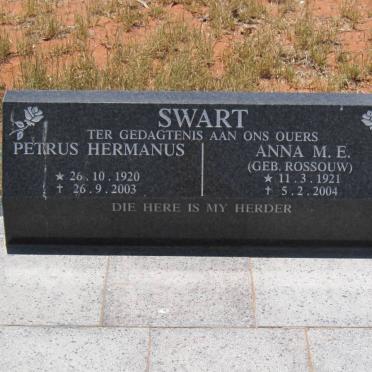 SWART
TER GEDAGTENIS AAN ONS OUERS
PETRUS HERMANUS
★ 26.10.1920
✝ 26.9.2003
ANNA M. E.
(GEB. ROSSOUW)
★ 11.3.1921
✝ 5.2.2004
DIE HERE IS MY HERDER